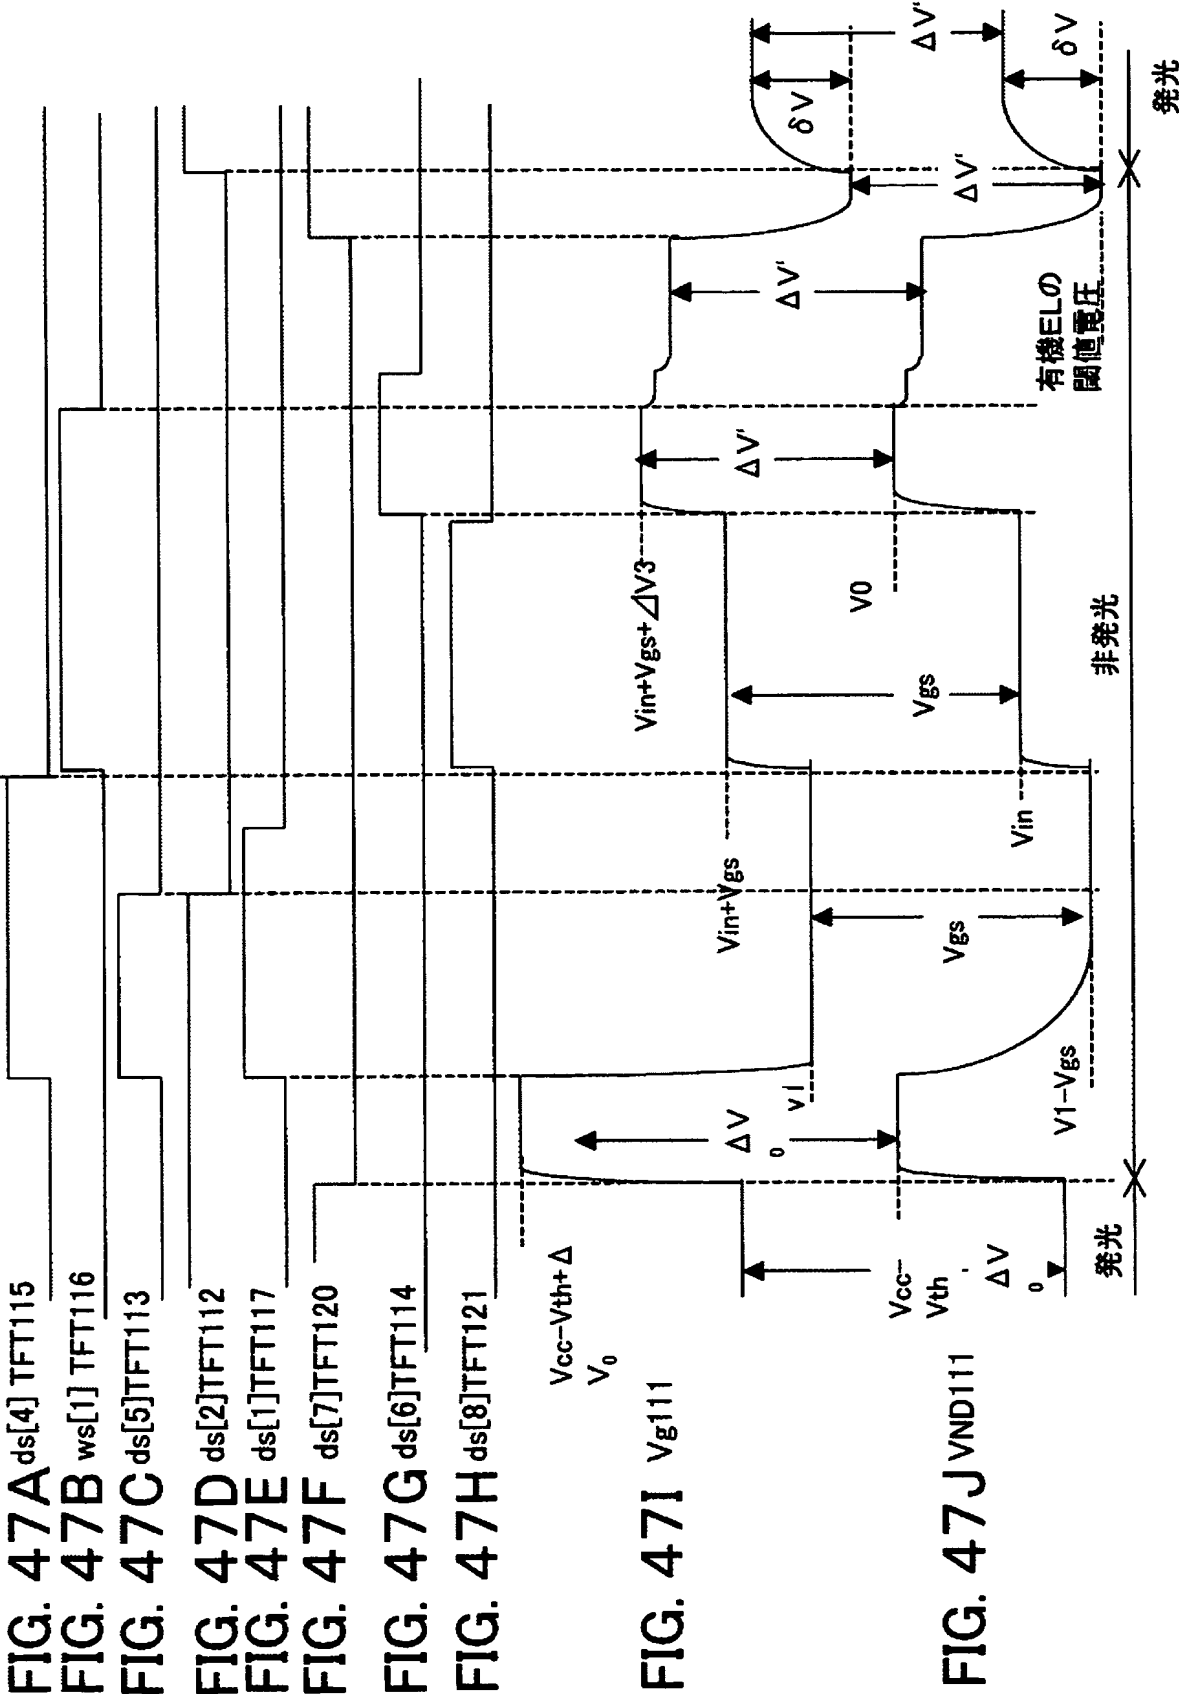 FIG. 47A ds[4] TFT115
FIG. 47B ws[1] TFT116
FIG. 47C ds[5]TFT113
FIG. 47D ds[2]TFT112
FIG. 47E ds[1]TFT117
FIG. 47F ds[7]TFT120
FIG. 47G ds[6]TFT114
FIG. 47H ds[8]TFT121
Vcc-Vth+Δ
V₀
FIG. 47I Vg111
ΔV
0
V1
Vin+Vgs
Vin+Vgs+ΔV3
ΔV'
ΔV'
δV
ΔV'
Vcc-
Vth
ΔV
0
FIG. 47J VND111
V1-Vgs
Vgs
Vin
Vgs
V0
有機ELの
閾値電圧
ΔV'
δV
発光
非発光
発光